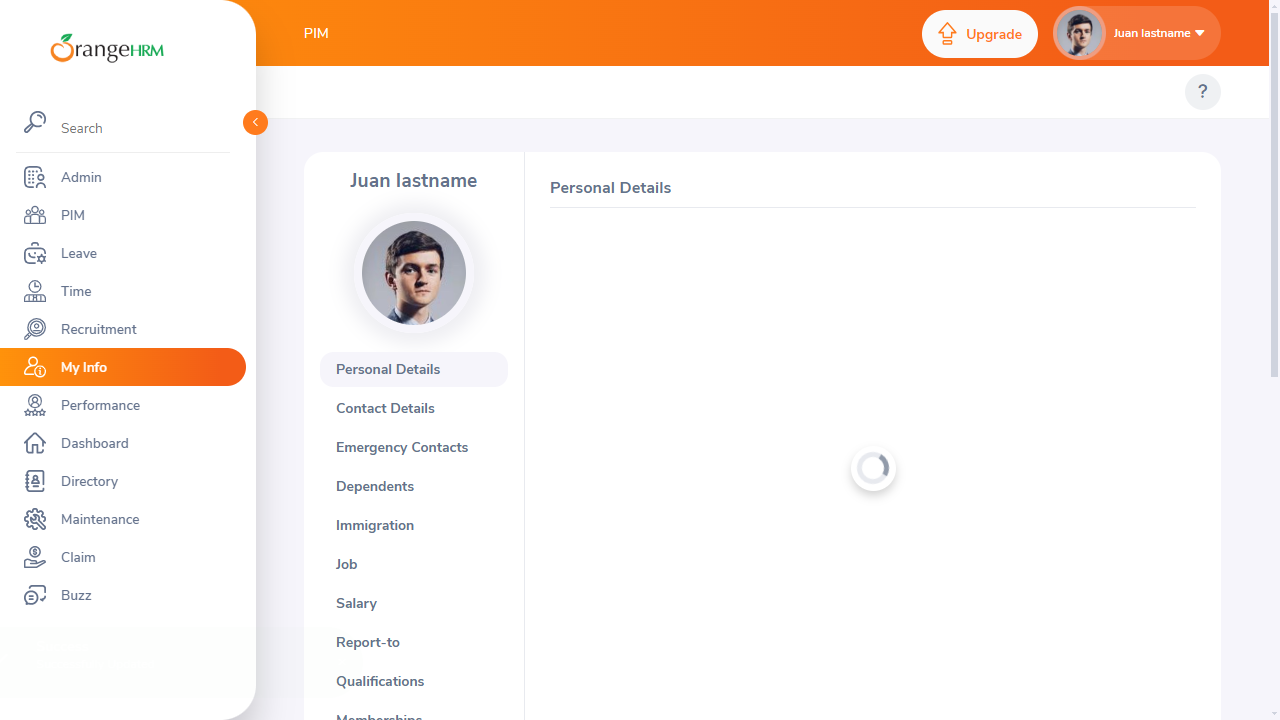 OrangeHRM
Search
Admin
PIM
Leave
Time
Recruitment
My Info
Performance
Dashboard
Directory
Maintenance
Claim
Buzz
PIM
Upgrade
Juan lastname
?
Juan lastname
Personal Details
Contact Details
Emergency Contacts
Dependents
Immigration
Job
Salary
Report-to
Qualifications
Memberships
Personal Details